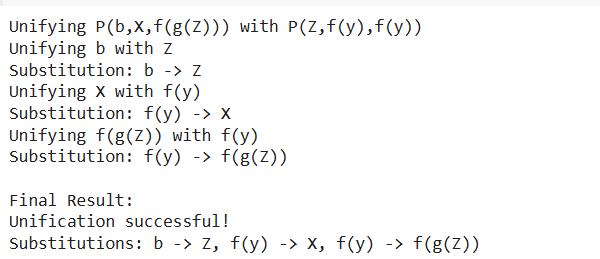 Unifying P(b,X,f(g(Z))) with P(Z,f(y),f(y))
Unifying b with Z
Substitution: b -> Z
Unifying X with f(y)
Substitution: f(y) -> X
Unifying f(g(Z)) with f(y)
Substitution: f(y) -> f(g(Z))
Final Result:
Unification successful!
Substitutions: b -> Z, f(y) -> X, f(y) -> f(g(Z))